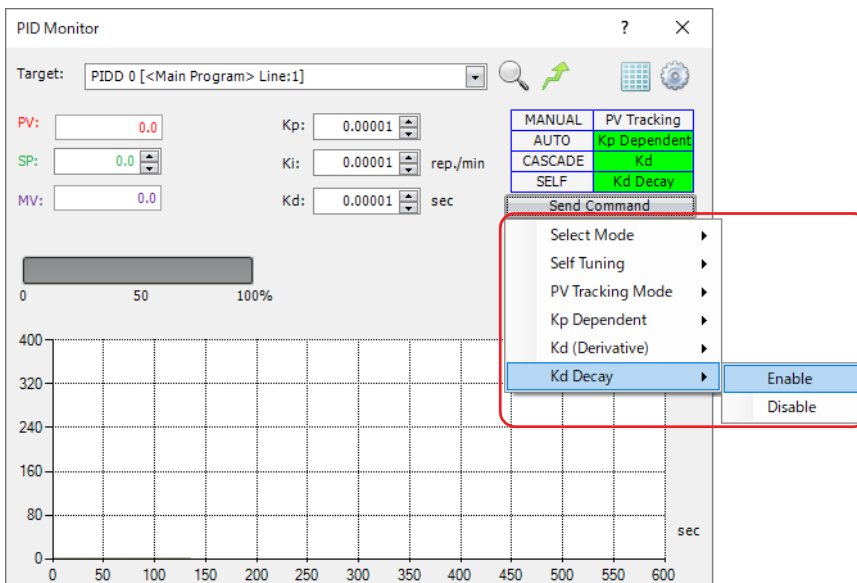 PID Monitor ?
Target: PIDD 0 [<Main Program> Line:1]
PV: 0.0 Kp: 0.00001 MANUAL PV Tracking
AUTO Kp Dependent
SP: 0.0 Ki: 0.00001 rep./min CASCADE Kd
SELF Kd Decay
MV: 0.0 Kd: 0.00001 sec Send Command
Select Mode
Self Tuning
PV Tracking Mode
Kp Dependent
Kd (Derivative)
Kd Decay Enable
Disable
0 50 100%
400
320
240
160
80
0
sec
0 50 100 150 200 250 300 350 400 450 500 550 600